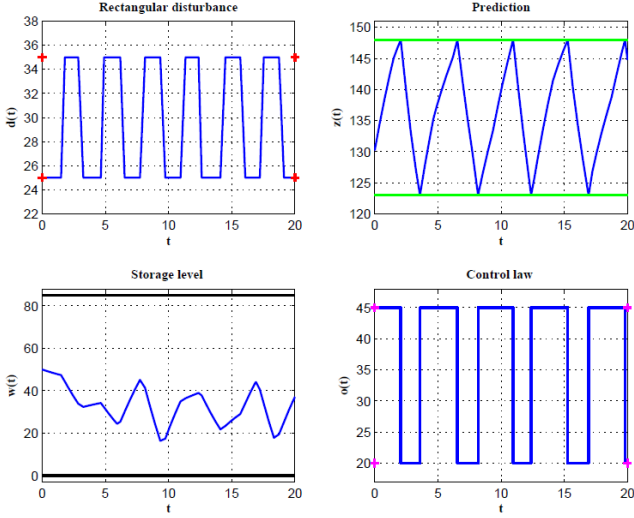 Rectangular disturbance
38
36
34
32
30
28
26
24
22
d(t)
0 5 10 15 20
t
Prediction
150
145
140
135
130
125
120
z(t)
0 5 10 15 20
t
Storage level
80
60
40
20
0
w(t)
0 5 10 15 20
t
Control law
45
40
35
30
25
20
o(t)
0 5 10 15 20
t